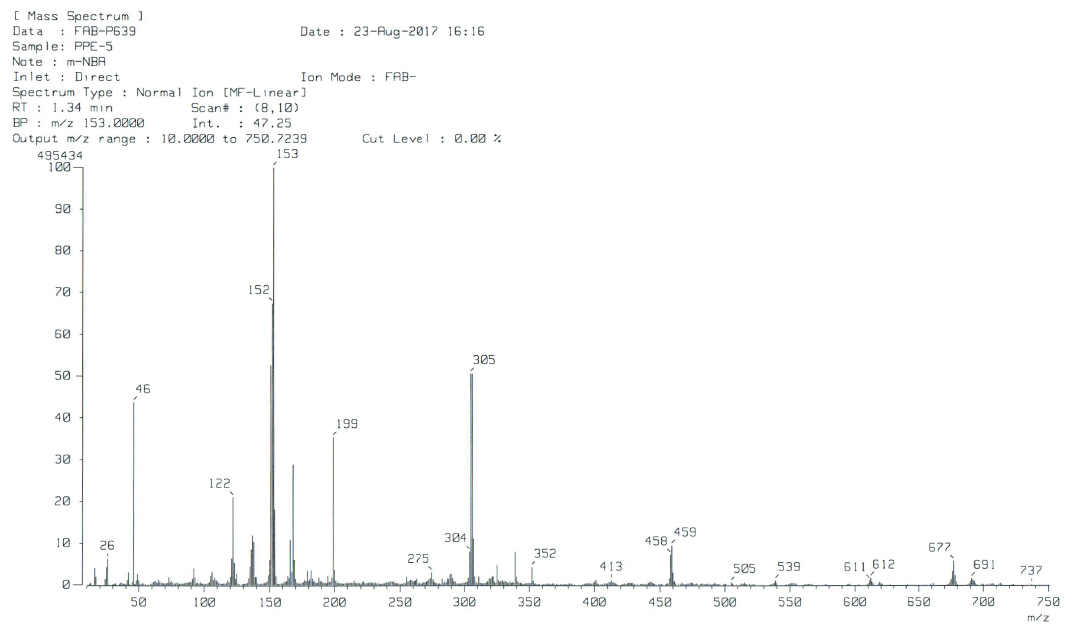 [ Mass Spectrum ]
Data : FAB-P639 Date : 23-Aug-2017 16:16
Sample: PPE-5
Note : m-NBA
Inlet : Direct Ion Mode : FAB-
Spectrum Type : Normal Ion [MF-Linear]
RT : 1.34 min Scan# : (8,10)
BP : m/z 153.0000 Int. : 47.25
Output m/z range : 10.0000 to 750.7239 Cut Level : 0.00 %
495434
153
100
90
80
70
152
60
50
305
46
40
199
30
122
20
10
26
304
275
352
413
458
459
505
539
611
612
677
691
737
0
50 100 150 200 250 300 350 400 450 500 550 600 650 700 750
m/z